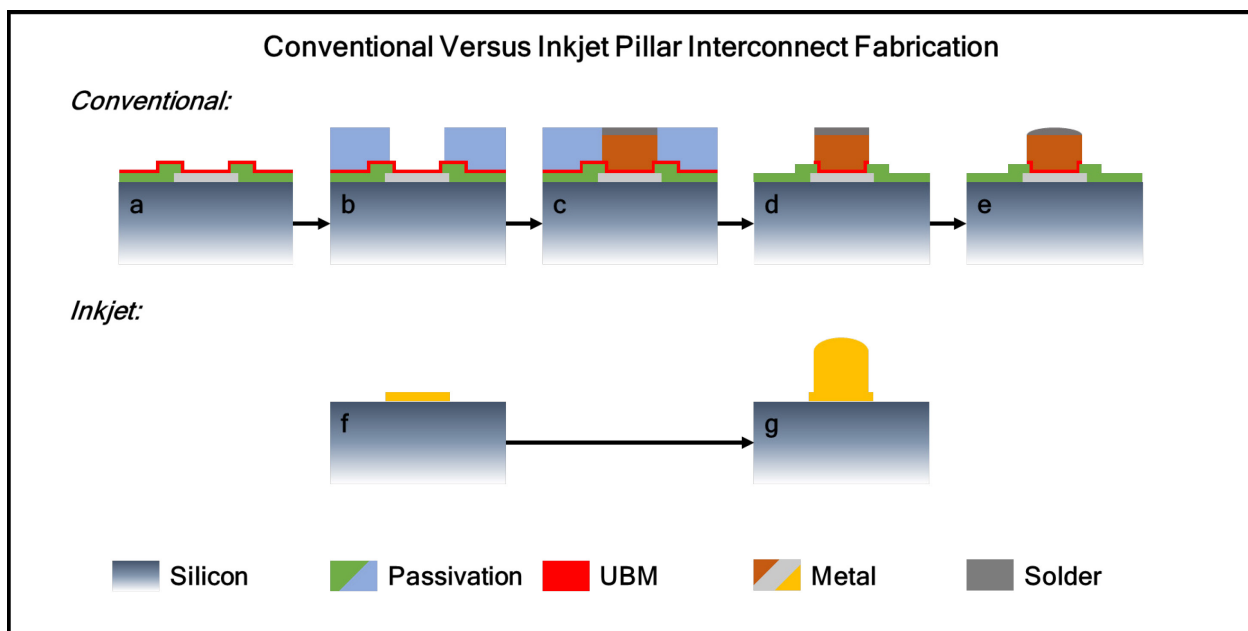 Conventional Versus Inkjet Pillar Interconnect Fabrication
Conventional:
a b c d e
Inkjet:
f g
Silicon Passivation UBM Metal Solder